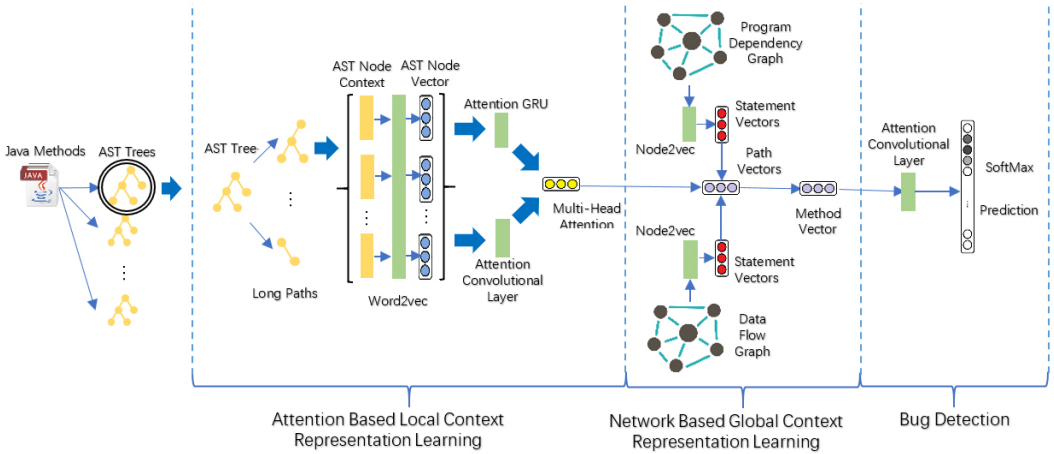 Java Methods
JAVA
AST Trees
AST Tree
Long Paths
AST Node
Context
AST Node
Vector
Word2vec
Attention GRU
Attention
Convolutional
Layer
Multi-Head
Attention
Program
Dependency
Graph
Node2vec
Statement
Vectors
Path
Vectors
Node2vec
Statement
Vectors
Data
Flow
Graph
Method
Vector
Attention
Convolutional
Layer
SoftMax
Prediction
Attention Based Local Context
Representation Learning
Network Based Global Context
Representation Learning
Bug Detection